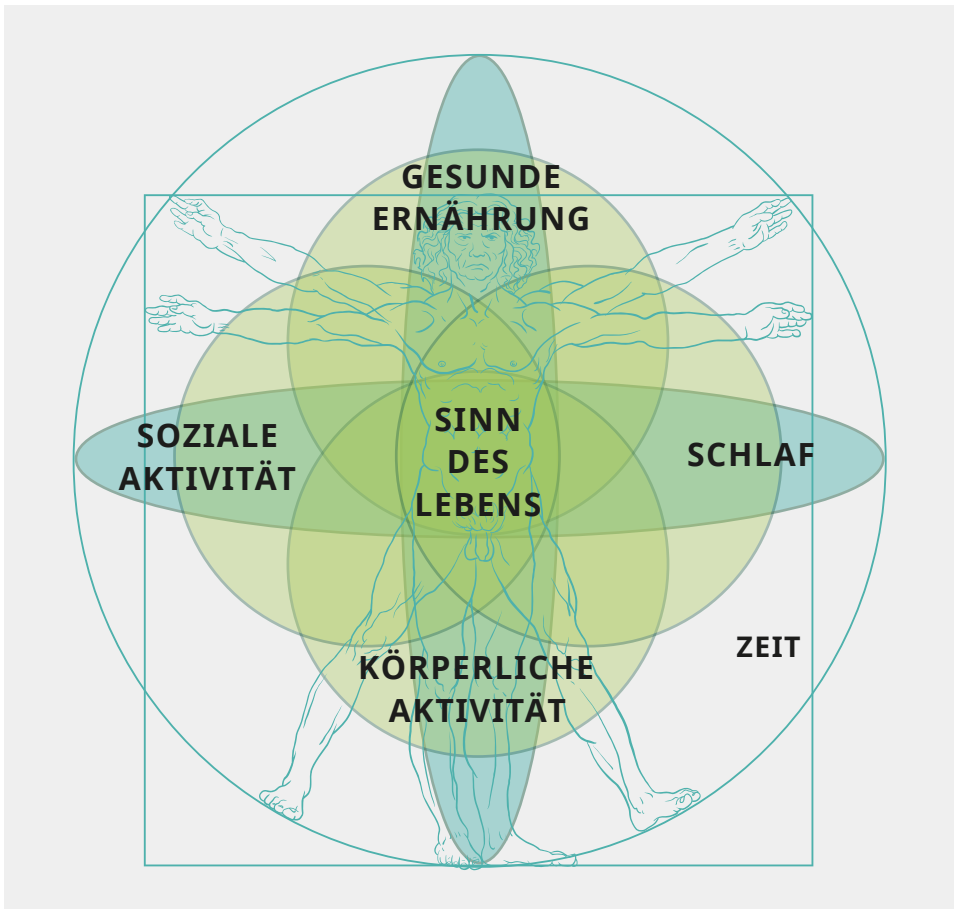 GESUNDE
ERNÄHRUNG
SOZIALE
AKTIVITÄT
SINN
DES
LEBENS
SCHLAF
ZEIT
KÖRPERLICHE
AKTIVITÄT